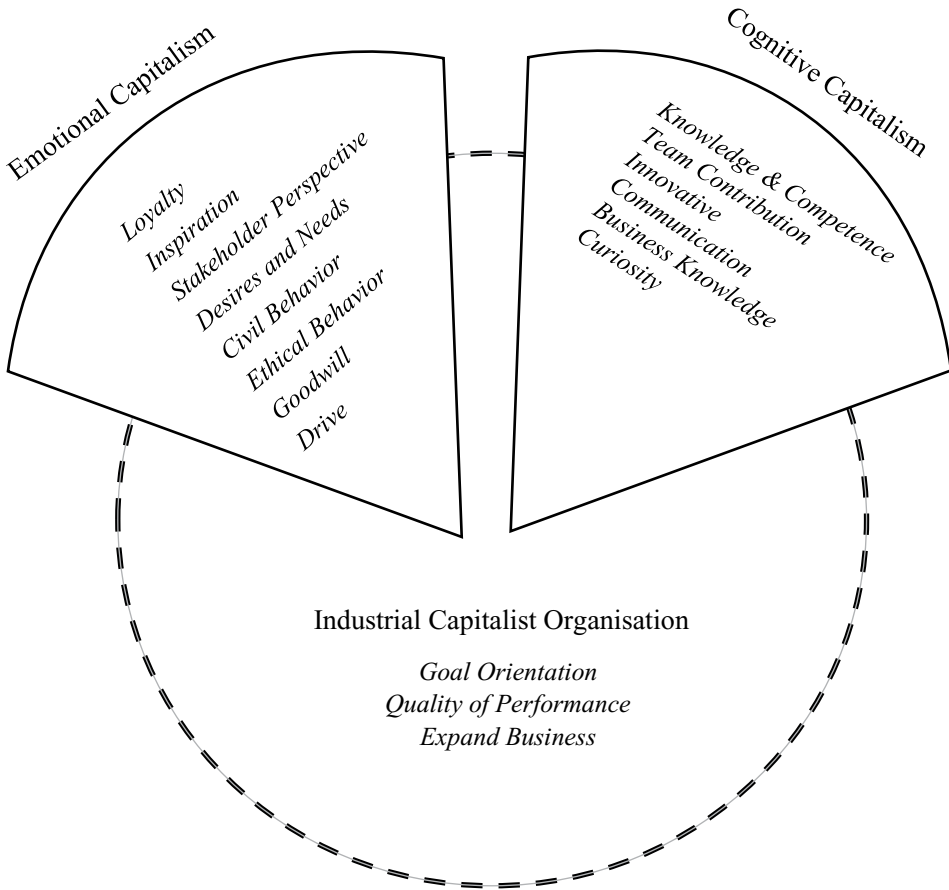 Emotional Capitalism
Loyalty
Inspiration
Stakeholder Perspective
Desires and Needs
Civil Behavior
Ethical Behavior
Goodwill
Drive
Cognitive Capitalism
Knowledge & Competence
Team Contribution
Innovative
Communication
Business Knowledge
Curiosity
Industrial Capitalist Organisation
Goal Orientation
Quality of Performance
Expand Business